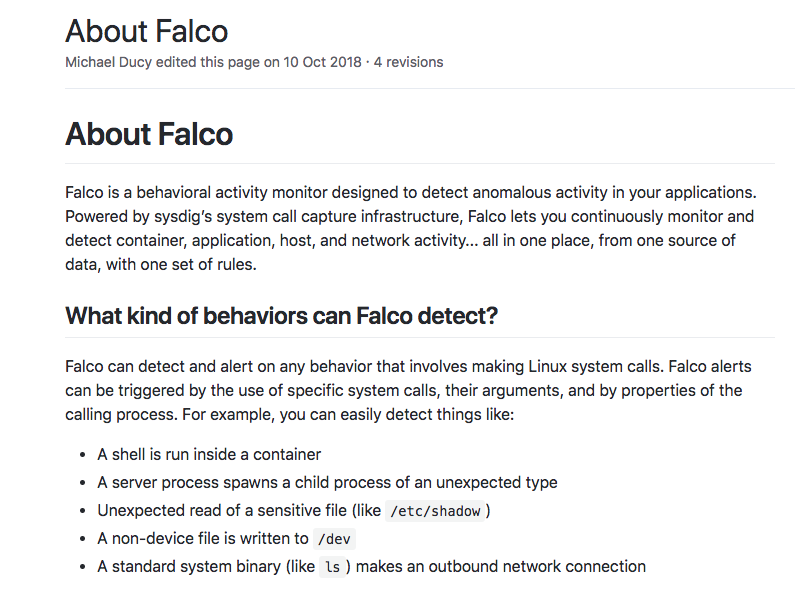 About Falco
Michael Ducy edited this page on 10 Oct 2018 · 4 revisions
About Falco
Falco is a behavioral activity monitor designed to detect anomalous activity in your applications.
Powered by sysdig’s system call capture infrastructure, Falco lets you continuously monitor and
detect container, application, host, and network activity... all in one place, from one source of
data, with one set of rules.
What kind of behaviors can Falco detect?
Falco can detect and alert on any behavior that involves making Linux system calls. Falco alerts
can be triggered by the use of specific system calls, their arguments, and by properties of the
calling process. For example, you can easily detect things like:
• A shell is run inside a container
• A server process spawns a child process of an unexpected type
• Unexpected read of a sensitive file (like /etc/shadow )
• A non-device file is written to /dev
• A standard system binary (like ls ) makes an outbound network connection